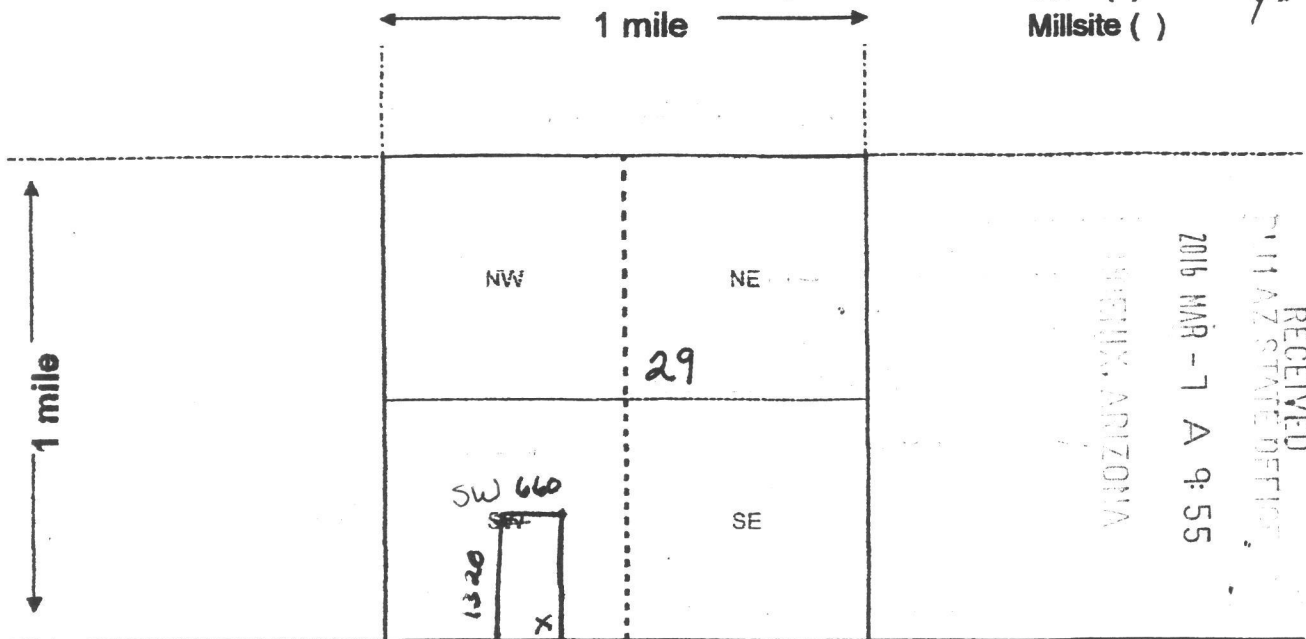 1 mile
Millsite ( )
1 mile
NW
NE
29
SW 660
SW
SE
1320
X
RECEIVED
AZ STATE OFFICE
2016 MAR -7 A 9:55
PHOENIX, ARIZONA